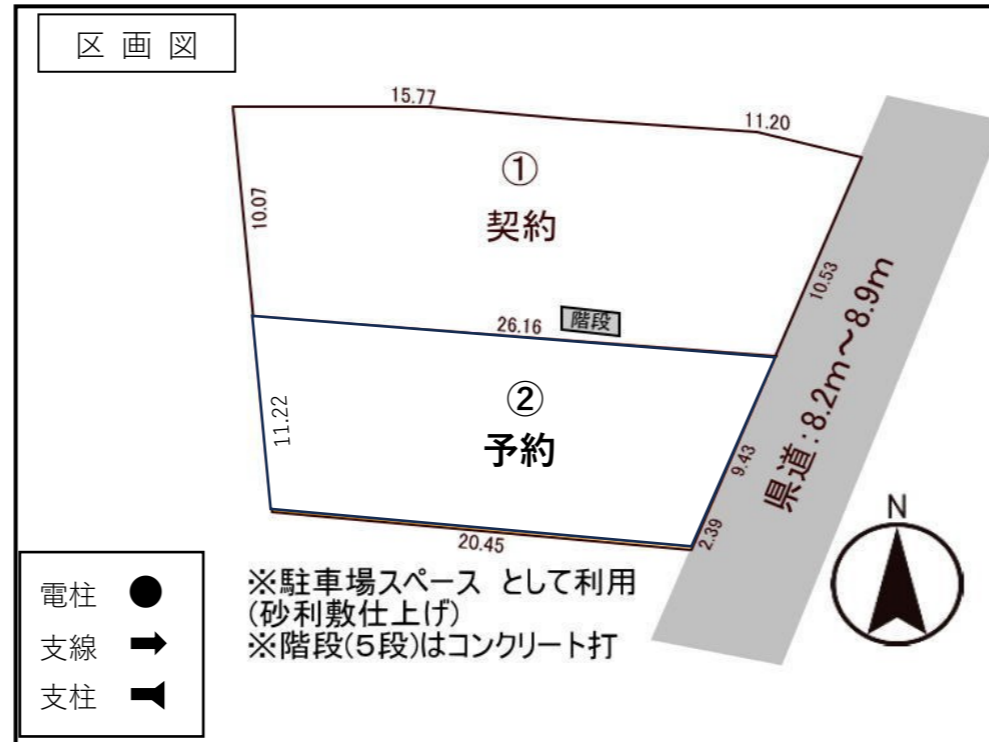 区画図
15.77
11.20
①
契約
10.07
10.53
県道:8.2m～8.9m
26.16
階段
②
予約
11.22
9.43
2.39
20.45
N
※駐車場スペース として利用
(砂利敷仕上げ)
※階段(5段)はコンクリート打
電柱
支線
支柱